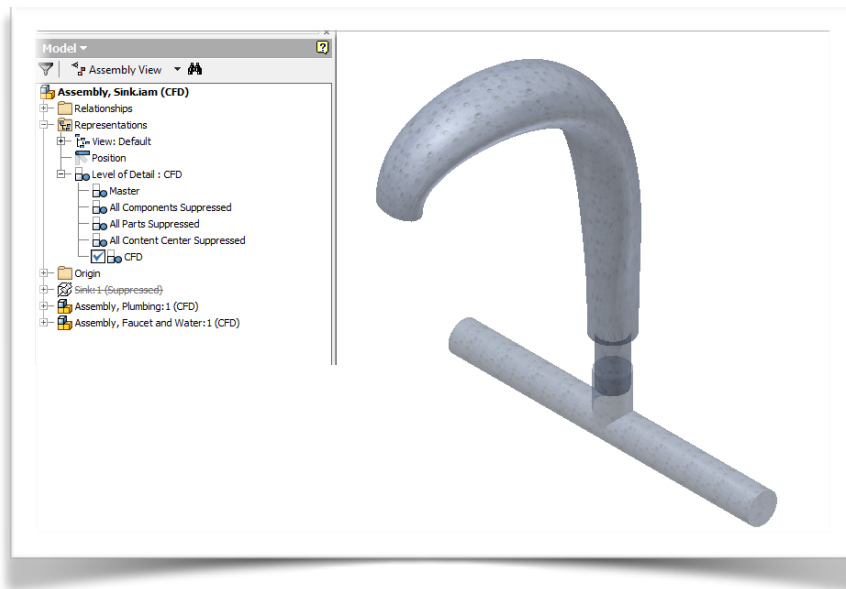 Model
Assembly View
Assembly, Sink.iam (CFD)
Relationships
Representations
View: Default
Position
Level of Detail : CFD
Master
All Components Suppressed
All Parts Suppressed
All Content Center Suppressed
CFD
Origin
Sink:1 (Suppressed)
Assembly, Plumbing:1 (CFD)
Assembly, Faucet and Water:1 (CFD)